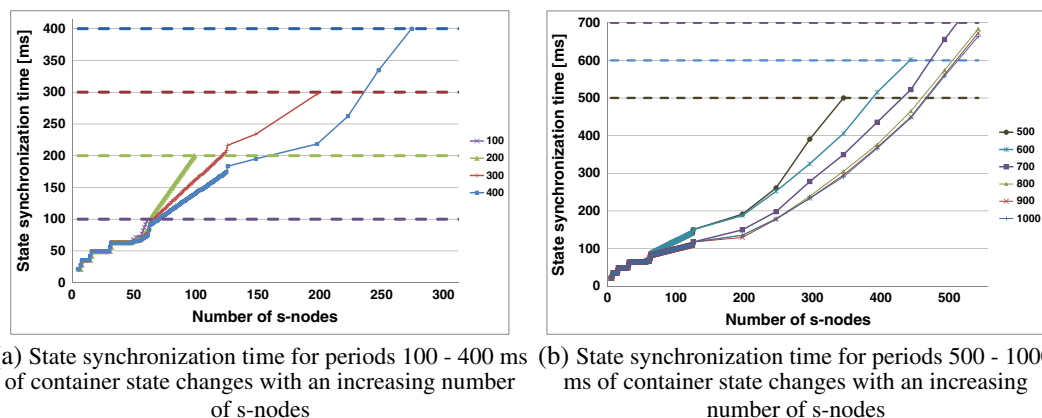 400
350
300
250
200
150
100
50
0
State synchronization time [ms]
0 50 100 150 200 250 300
Number of s-nodes
100
200
300
400
700
600
500
400
300
200
100
0
State synchronization time [ms]
0 100 200 300 400 500
Number of s-nodes
500
600
700
800
900
1000
a) State synchronization time for periods 100 - 400 ms
of container state changes with an increasing number
of s-nodes
(b) State synchronization time for periods 500 - 1000
ms of container state changes with an increasing
number of s-nodes